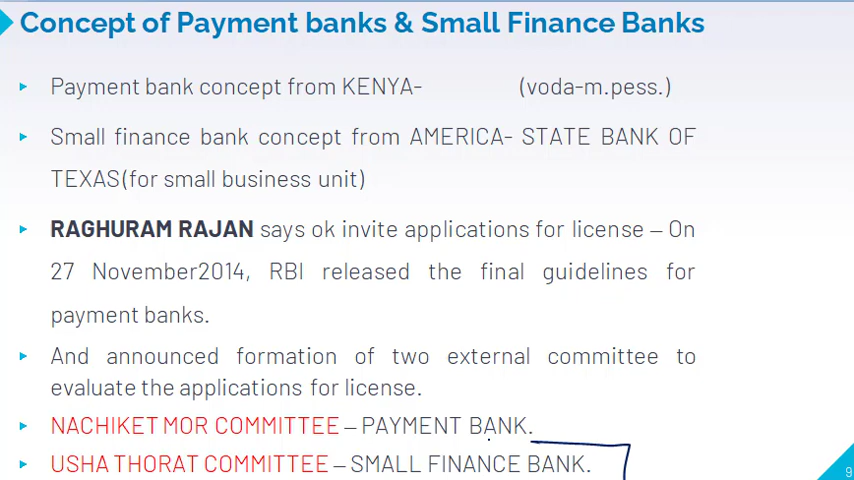 Concept of Payment banks & Small Finance Banks
Payment bank concept from KENYA- (voda-m.pess.)
Small finance bank concept from AMERICA- STATE BANK OF
TEXAS(for small business unit)
RAGHURAM RAJAN says ok invite applications for license – On
27 November2014, RBI released the final guidelines for
payment banks.
And announced formation of two external committee to
evaluate the applications for license.
NACHIKET MOR COMMITTEE – PAYMENT BANK.
USHA THORAT COMMITTEE – SMALL FINANCE BANK.
9